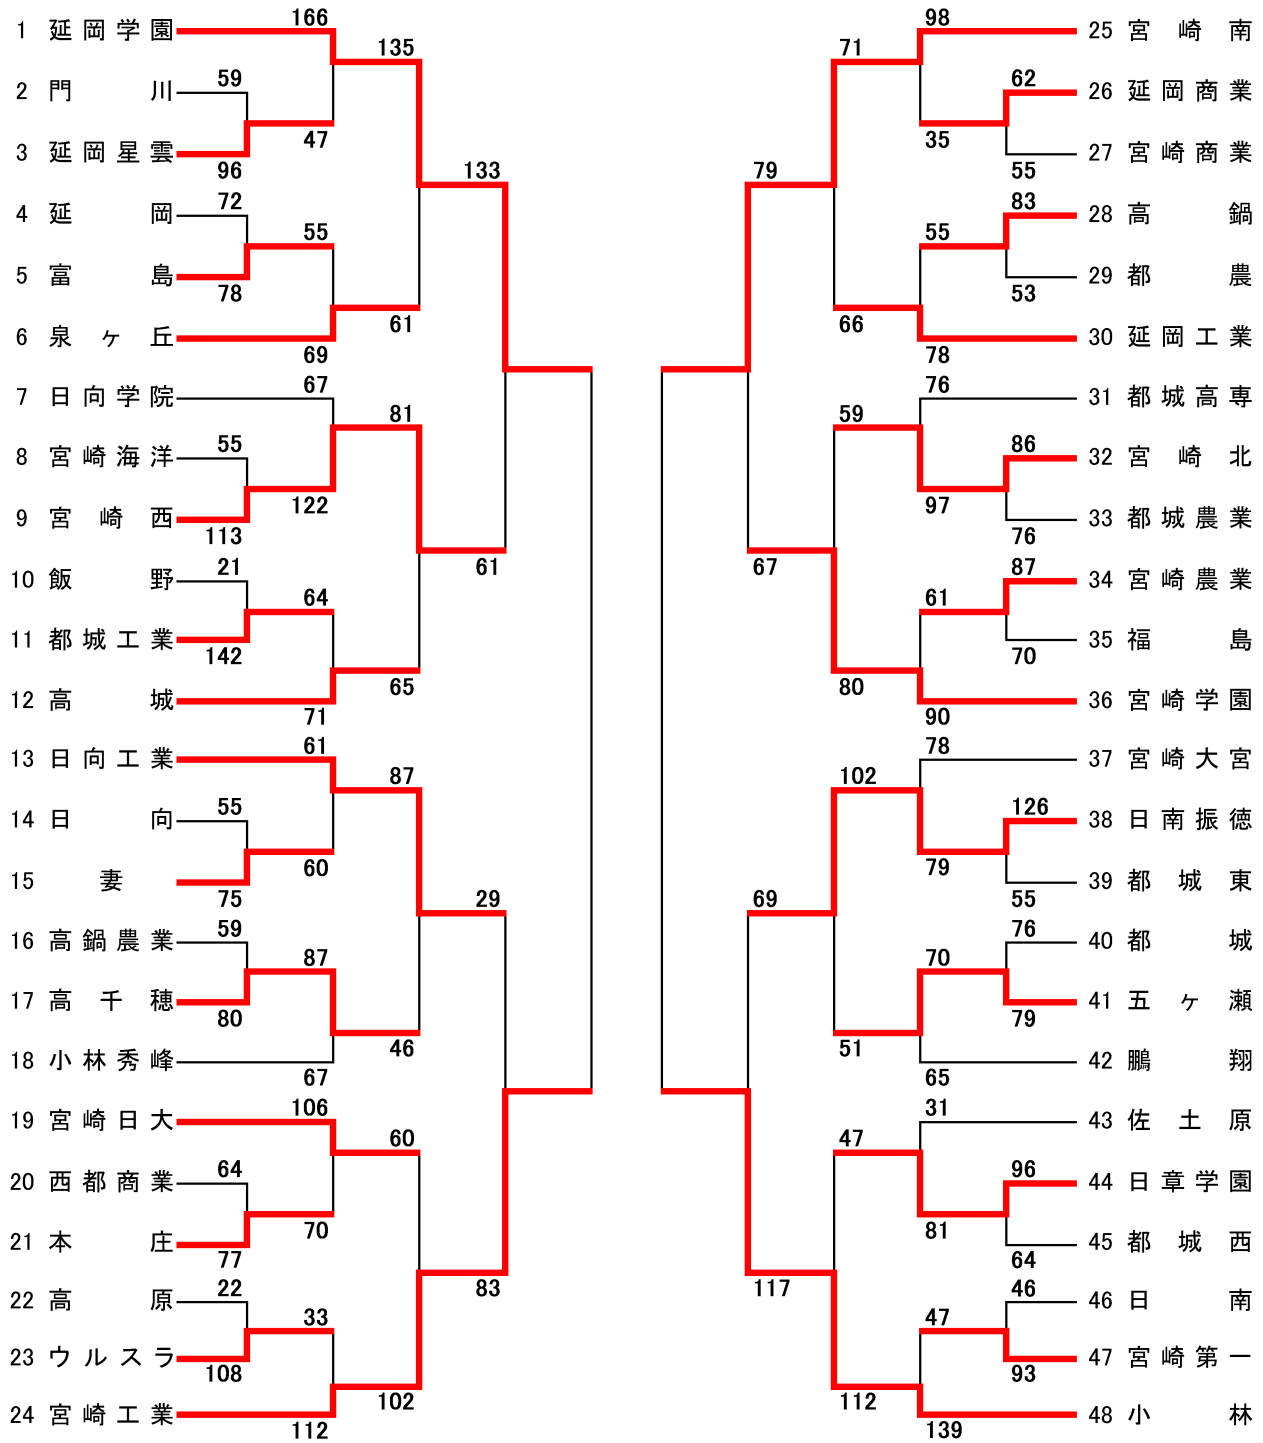 1 延岡学園
166
135
2 門川
59
3 延岡星雲
96
47
133
4 延岡
72
55
5 富島
78
61
6 泉ヶ丘
69
7 日向学院
67
81
8 宮崎海洋
55
122
9 宮崎西
113
61
10 飯野
21
64
11 都城工業
142
65
12 高城
71
13 日向工業
61
87
14 日向
55
60
15 妻
75
29
16 高鍋農業
59
87
17 高千穂
80
46
18 小林秀峰
67
19 宮崎日大
106
60
20 西都商業
64
70
21 本庄
77
83
22 高原
22
33
23 ウルスラ
108
102
24 宮崎工業
112
98
25 宮崎南
71
62
26 延岡商業
35
27 宮崎商業
55
79
83
28 高鍋
55
29 都農
53
66
30 延岡工業
78
76
31 都城高専
59
86
32 宮崎北
97
33 都城農業
76
67
87
34 宮崎農業
61
35 福島
70
80
36 宮崎学園
90
78
37 宮崎大宮
102
126
38 日南振徳
79
39 都城東
55
69
76
40 都城
70
41 五ヶ瀬
79
51
42 鵬翔
65
31
43 佐土原
47
96
44 日章学園
81
45 都城西
64
117
46
46 日南
47
47 宮崎第一
93
112
48 小林
139